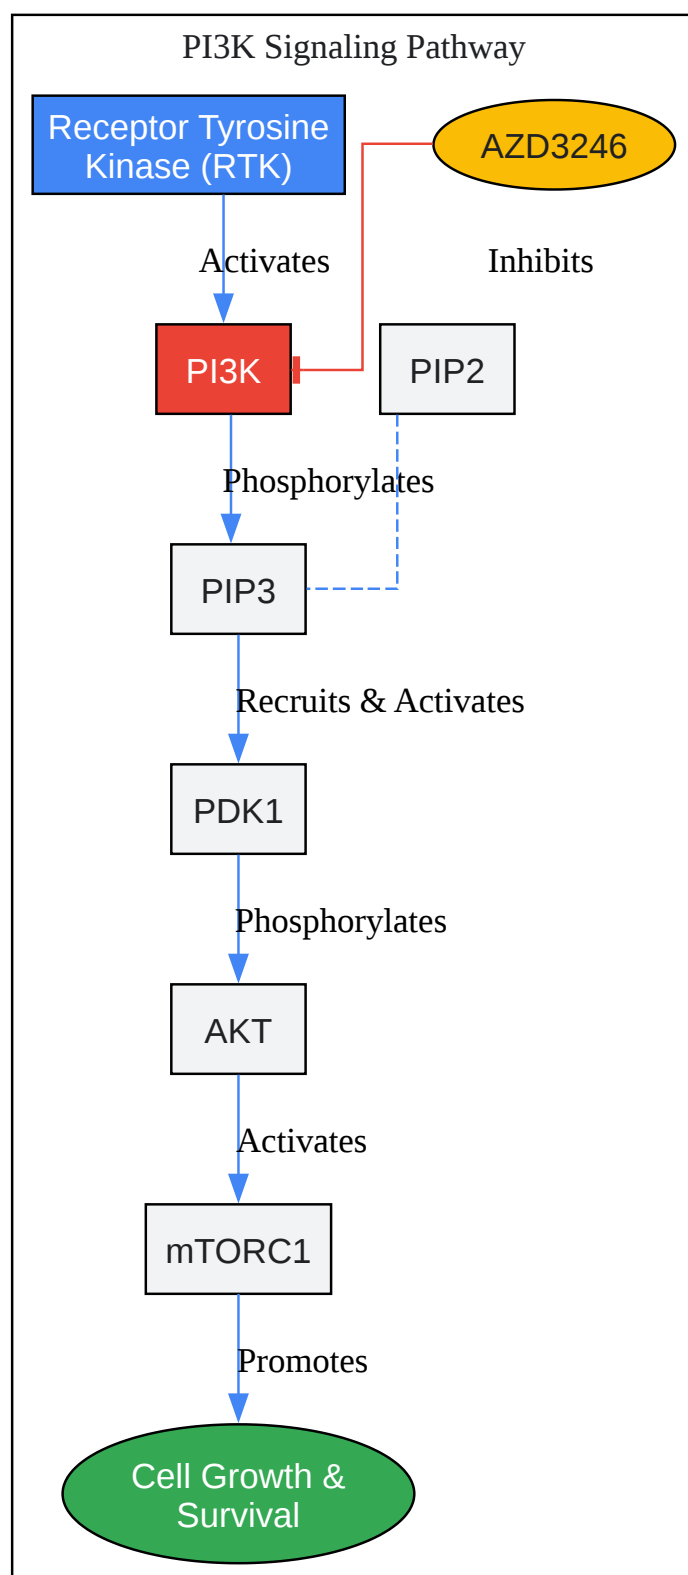 PI3K Signaling Pathway
Receptor Tyrosine
Kinase (RTK)
AZD3246
Activates
Inhibits
PI3K
PIP2
Phosphorylates
PIP3
Recruits & Activates
PDK1
Phosphorylates
AKT
Activates
mTORC1
Promotes
Cell Growth &
Survival